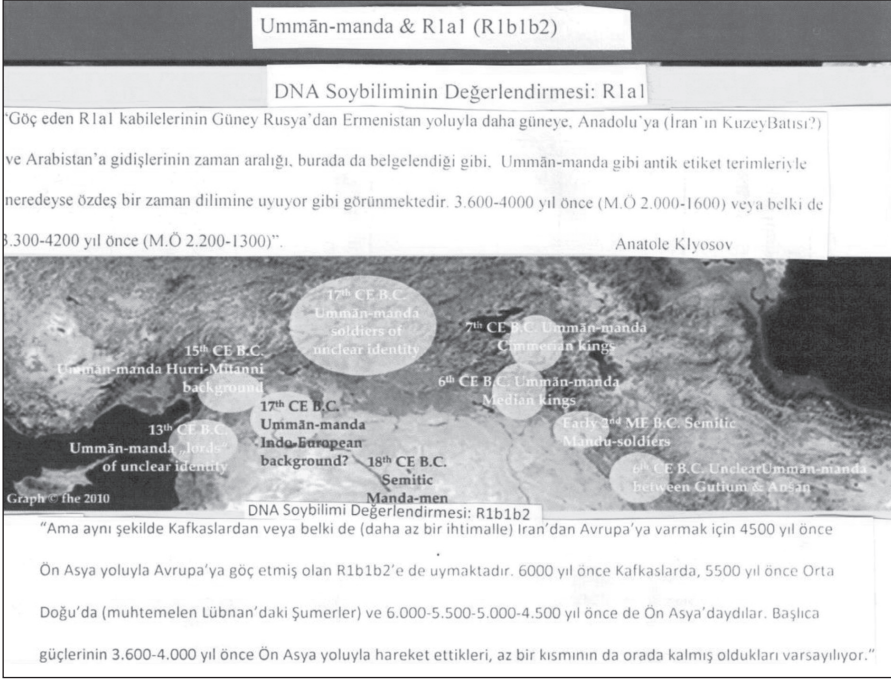 Ummān-manda & R1a1 (R1b1b2)
DNA Soybiliminin Değerlendirmesi: R1a1
"Göç eden R1a1 kabilelerinin Güney Rusya'dan Ermenistan yoluyla daha güneye, Anadolu'ya (İran'ın KuzeyBatısı?)
ve Arabistan'a gidişlerinin zaman aralığı, burada da belgelendiği gibi, Ummān-manda gibi antik etiket terimleriyle
neredeyse özdeş bir zaman dilimine uyuyor gibi görünmektedir. 3.600-4000 yıl önce (M.Ö 2.000-1600) veya belki de
3.300-4200 yıl önce (M.Ö 2.200-1300)".
Anatole Klyosov
17th CE B.C.
Ummān-manda
soldiers of
unclear identity
7th CE B.C. Ummān-manda
Cimmerian kings
15th CE B.C.
Ummān-manda Hurri-Mitanni
background
6th CE B.C. Ummān-manda
Median kings
17th CE B.C.
Ummān-manda
Indo-European
background?
13th CE B.C.
Ummān-manda „lords"
of unclear identity
Early 2nd ME B.C. Semitic
Mandu-soldiers
18th CE B.C.
Semitic
Manda-men
6th CE B.C. UnclearUmmān-manda
between Gutium & Anšan
Graph © fhe 2010
DNA Soybilimi Değerlendirmesi: R1b1b2
"Ama aynı şekilde Kafkaslardan veya belki de (daha az bir ihtimalle) Iran'dan Avrupa'ya varmak için 4500 yıl önce
Ön Asya yoluyla Avrupa'ya göç etmiş olan R1b1b2'e de uymaktadır. 6000 yıl önce Kafkaslarda, 5500 yıl önce Orta
Doğu'da (muhtemelen Lübnan'daki Şumerler) ve 6.000-5.500-5.000-4.500 yıl önce de Ön Asya'daydılar. Başlıca
güçlerinin 3.600-4.000 yıl önce Ön Asya yoluyla hareket ettikleri, az bir kısmının da orada kalmış oldukları varsayılıyor."